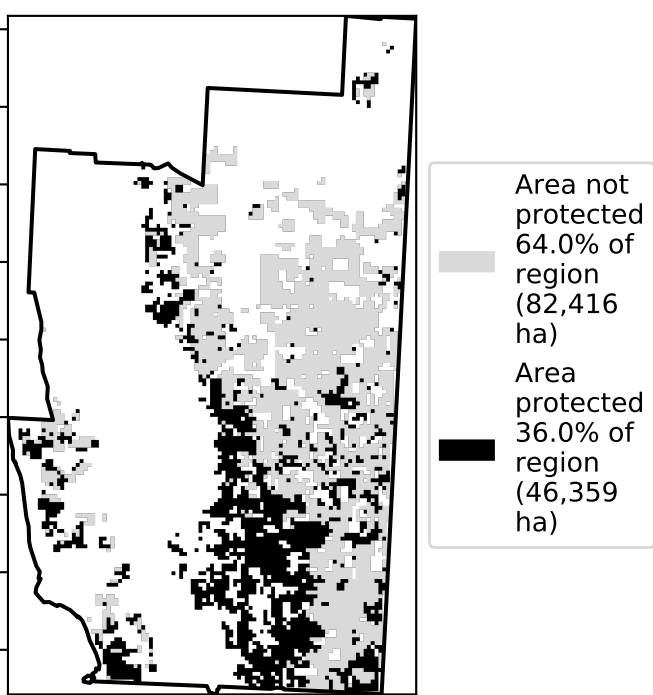 Area not
protected
64.0% of
region
(82,416
ha)
Area
protected
36.0% of
region
(46,359
ha)